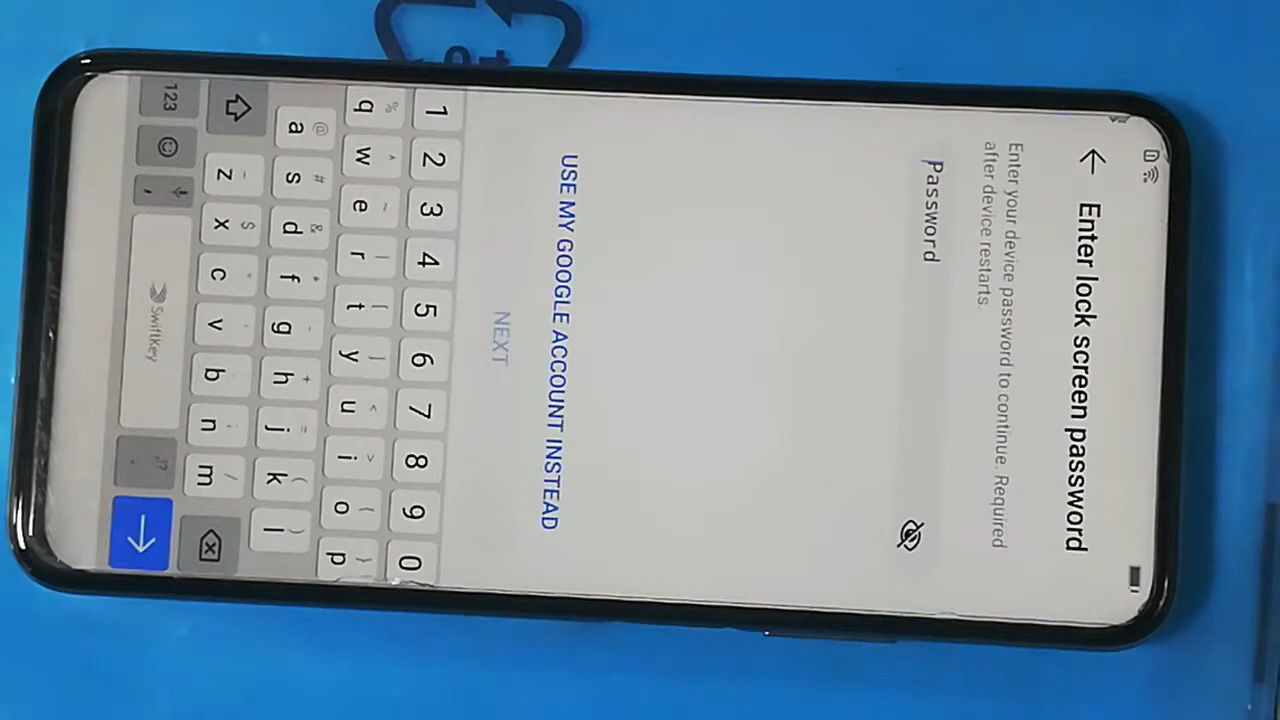 Enter lock screen password
Enter your device password to continue. Required
after device restarts.
Password
USE MY GOOGLE ACCOUNT INSTEAD
NEXT
1 2 3 4 5 6 7 8 9 0
q w e r t y u i o p
a s d f g h j k l
z x c v b n m
123 , SwiftKey .